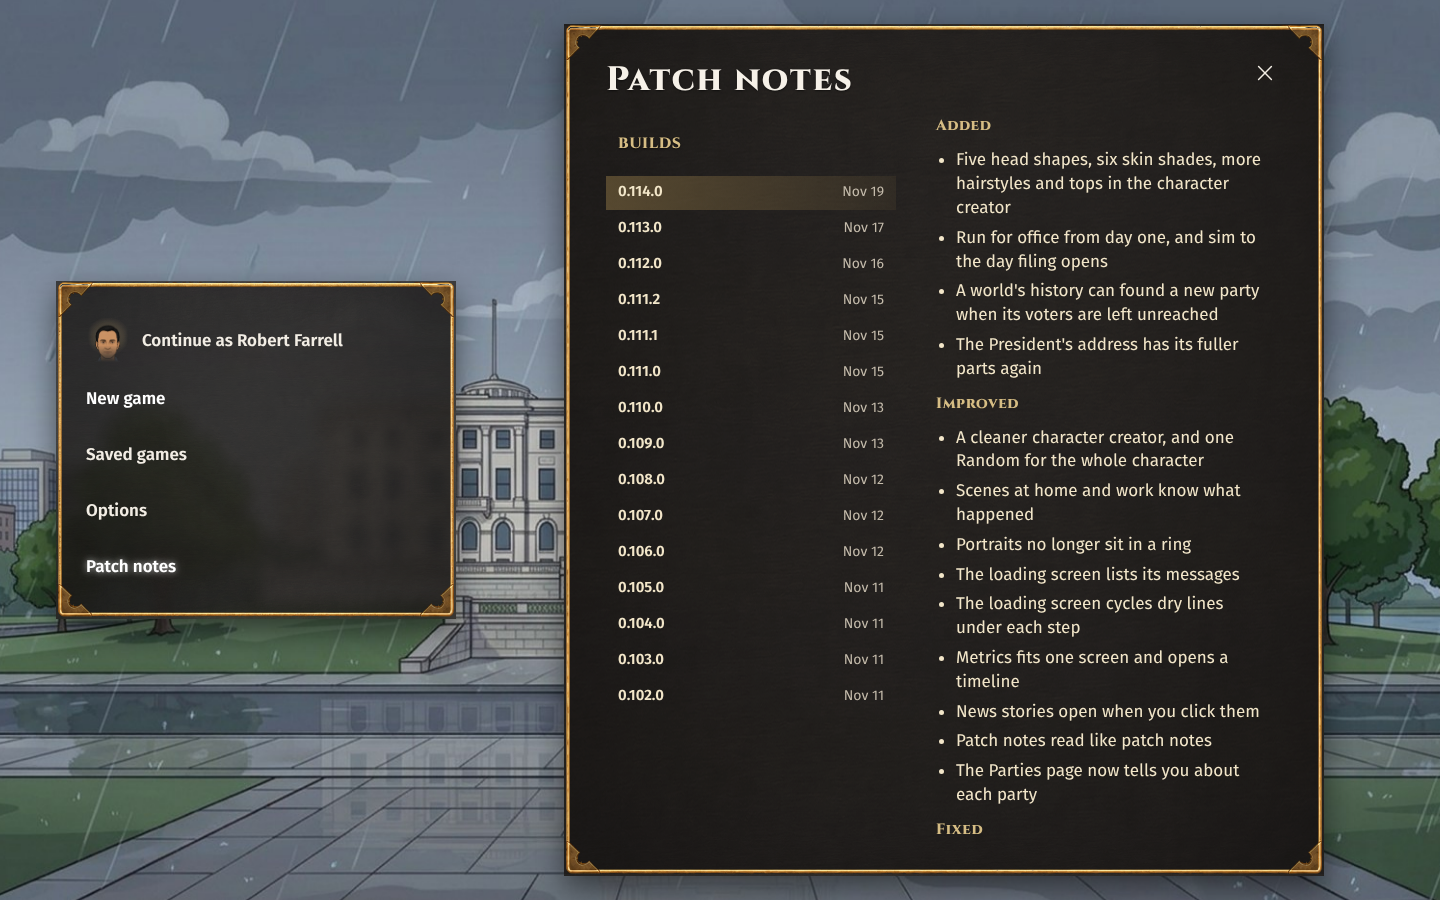 Continue as Robert Farrell
New game
Saved games
Options
Patch notes
Patch notes
Builds
0.114.0 Nov 19
0.113.0 Nov 17
0.112.0 Nov 16
0.111.2 Nov 15
0.111.1 Nov 15
0.111.0 Nov 15
0.110.0 Nov 13
0.109.0 Nov 13
0.108.0 Nov 12
0.107.0 Nov 12
0.106.0 Nov 12
0.105.0 Nov 11
0.104.0 Nov 11
0.103.0 Nov 11
0.102.0 Nov 11
Added
• Five head shapes, six skin shades, more
hairstyles and tops in the character
creator
• Run for office from day one, and sim to
the day filing opens
• A world's history can found a new party
when its voters are left unreached
• The President's address has its fuller
parts again
Improved
• A cleaner character creator, and one
Random for the whole character
• Scenes at home and work know what
happened
• Portraits no longer sit in a ring
• The loading screen lists its messages
• The loading screen cycles dry lines
under each step
• Metrics fits one screen and opens a
timeline
• News stories open when you click them
• Patch notes read like patch notes
• The Parties page now tells you about
each party
Fixed